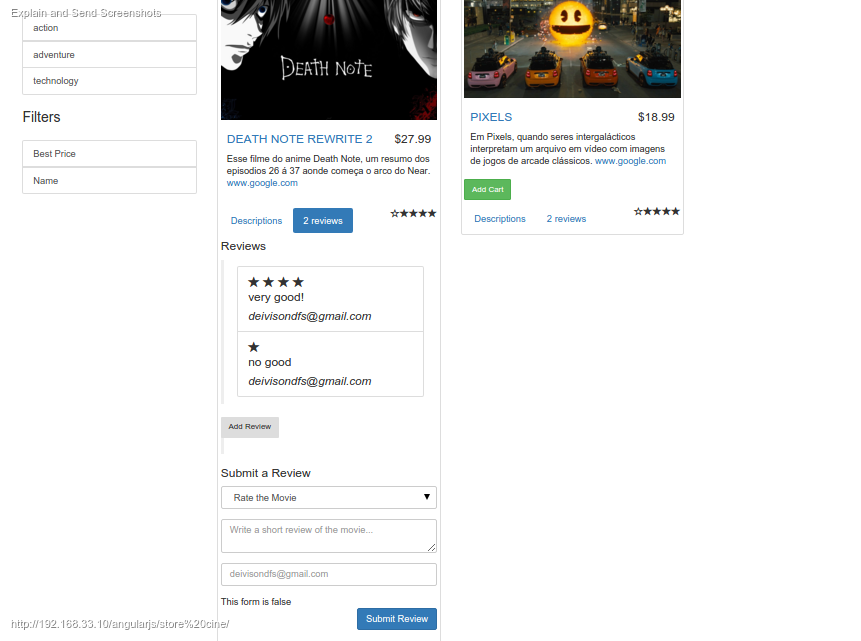 Explain and Send Screenshots
action
adventure
technology
Filters
Best Price
Name
DEATH NOTE
DEATH NOTE REWRITE 2 $27.99
Esse filme do anime Death Note, um resumo dos
episodios 26 á 37 aonde começa o arco do Near.
www.google.com
Descriptions 2 reviews ☆★★★★
Reviews
★ ★ ★ ★
very good!
deivisondfs@gmail.com
★
no good
deivisondfs@gmail.com
Add Review
Submit a Review
Rate the Movie
Write a short review of the movie...
deivisondfs@gmail.com
This form is false
Submit Review
PIXELS $18.99
Em Pixels, quando seres intergalácticos
interpretam um arquivo em vídeo com imagens
de jogos de arcade clássicos. www.google.com
Add Cart
Descriptions 2 reviews ☆★★★★
http://192.168.33.10/angularjs/store%20cine/